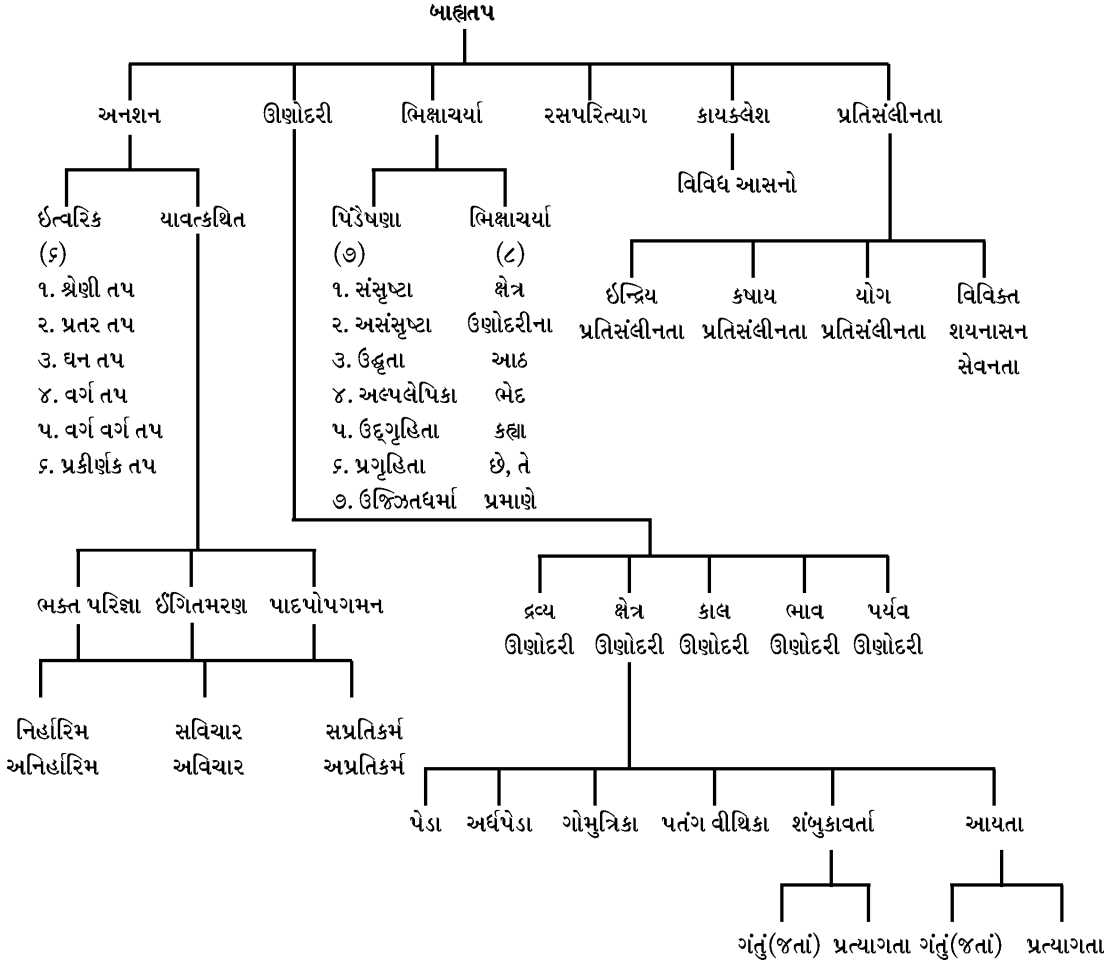 બાહ્યતપ
અનશન ઊણોદરી ભિક્ષાચર્યા રસપરિત્યાગ કાયક્લેશ પ્રતિસંલીનતા
વિવિધ આસનો
ઇત્વરિક યાવત્કથિત પિંડૈષણા ભિક્ષાચર્યા
(૬) (૭) (૮)
૧. શ્રેણી તપ ૧. સંસૃષ્ટા ક્ષેત્ર ઇન્દ્રિય કષાય યોગ વિવિક્ત
૨. પ્રતર તપ ૨. અસંસૃષ્ટા ઉણોદરીના પ્રતિસંલીનતા પ્રતિસંલીનતા પ્રતિસંલીનતા શયનાસન
૩. ઘન તપ ૩. ઉદ્ધૃતા આઠ સેવનતા
૪. વર્ગ તપ ૪. અલ્પલેપિકા ભેદ
૫. વર્ગ વર્ગ તપ ૫. ઉદ્‌ગૃહિતા કહ્યા
૬. પ્રકીર્ણક તપ ૬. પ્રગૃહિતા છે, તે
૭. ઉજ્ઝિતધર્મા પ્રમાણે
ભક્ત પરિજ્ઞા ઈંગિતમરણ પાદપોપગમન દ્રવ્ય ક્ષેત્ર કાલ ભાવ પર્યવ
ઊણોદરી ઊણોદરી ઊણોદરી ઊણોદરી ઊણોદરી
નિર્હારિમ સવિચાર સપ્રતિકર્મ
અનિર્હારિમ અવિચાર અપ્રતિકર્મ
પેડા અર્ધપેડા ગોમુત્રિકા પતંગ વીથિકા શંબુકાવર્તા આયતા
ગંતું(જતાં) પ્રત્યાગતા ગંતું(જતાં) પ્રત્યાગતા